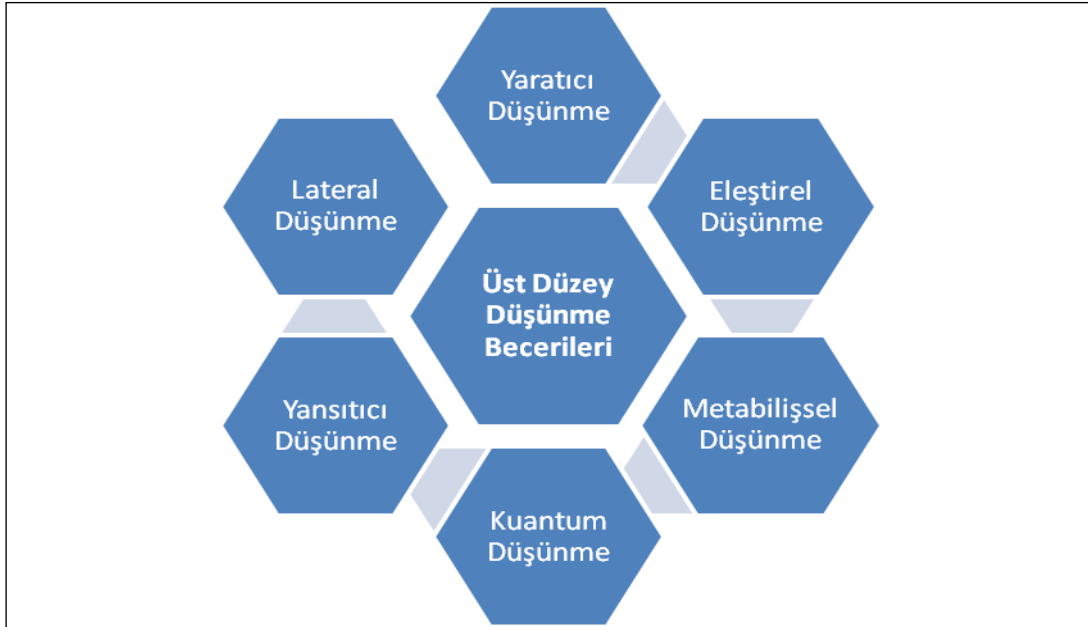 Yaratıcı
Düşünme
Eleştirel
Düşünme
Metabilişsel
Düşünme
Kuantum
Düşünme
Yansıtıcı
Düşünme
Lateral
Düşünme
Üst Düzey
Düşünme
Becerileri